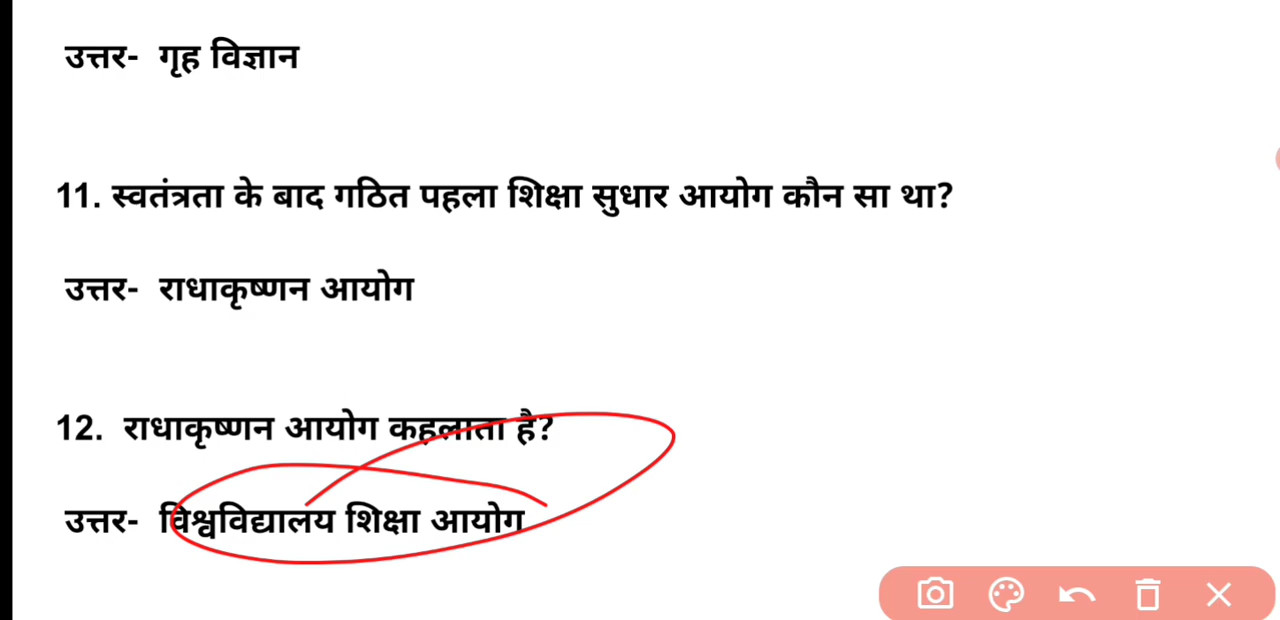 उत्तर- गृह विज्ञान
11. स्वतंत्रता के बाद गठित पहला शिक्षा सुधार आयोग कौन सा था?
उत्तर- राधाकृष्णन आयोग
12. राधाकृष्णन आयोग कहलाता है?
उत्तर- विश्वविद्यालय शिक्षा आयोग